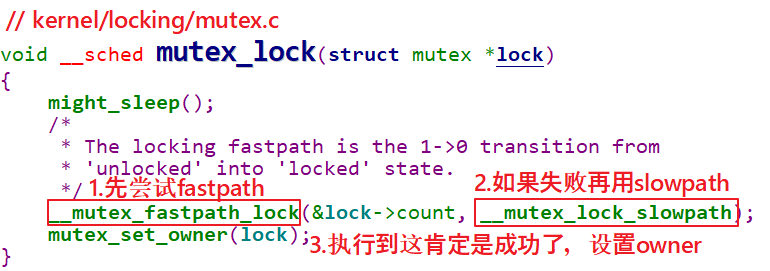 // kernel/locking/mutex.c
void __sched mutex_lock(struct mutex *lock)
{
might_sleep();
/*
* The locking fastpath is the 1->0 transition from
* 'unlocked' into 'locked' state.
*/
1.先尝试fastpath
2.如果失败再用slowpath
__mutex_fastpath_lock(&lock->count, __mutex_lock_slowpath);
mutex_set_owner(lock);
3.执行到这肯定是成功了，设置owner
}